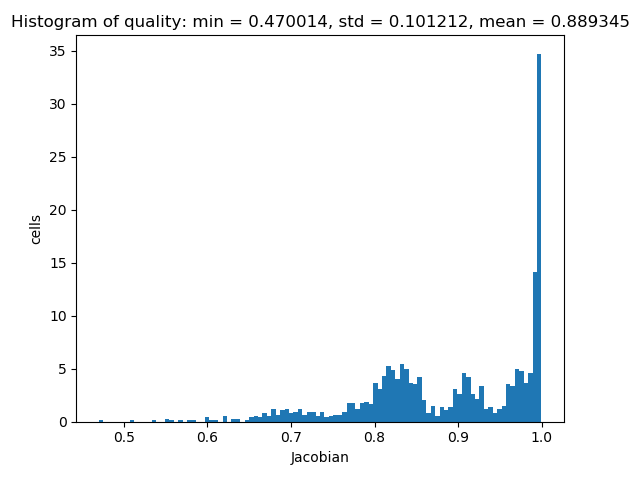 Histogram of quality: min = 0.470014, std = 0.101212, mean = 0.889345
35
30
25
20
15
10
5
0
cells
0.5 0.6 0.7 0.8 0.9 1.0
Jacobian